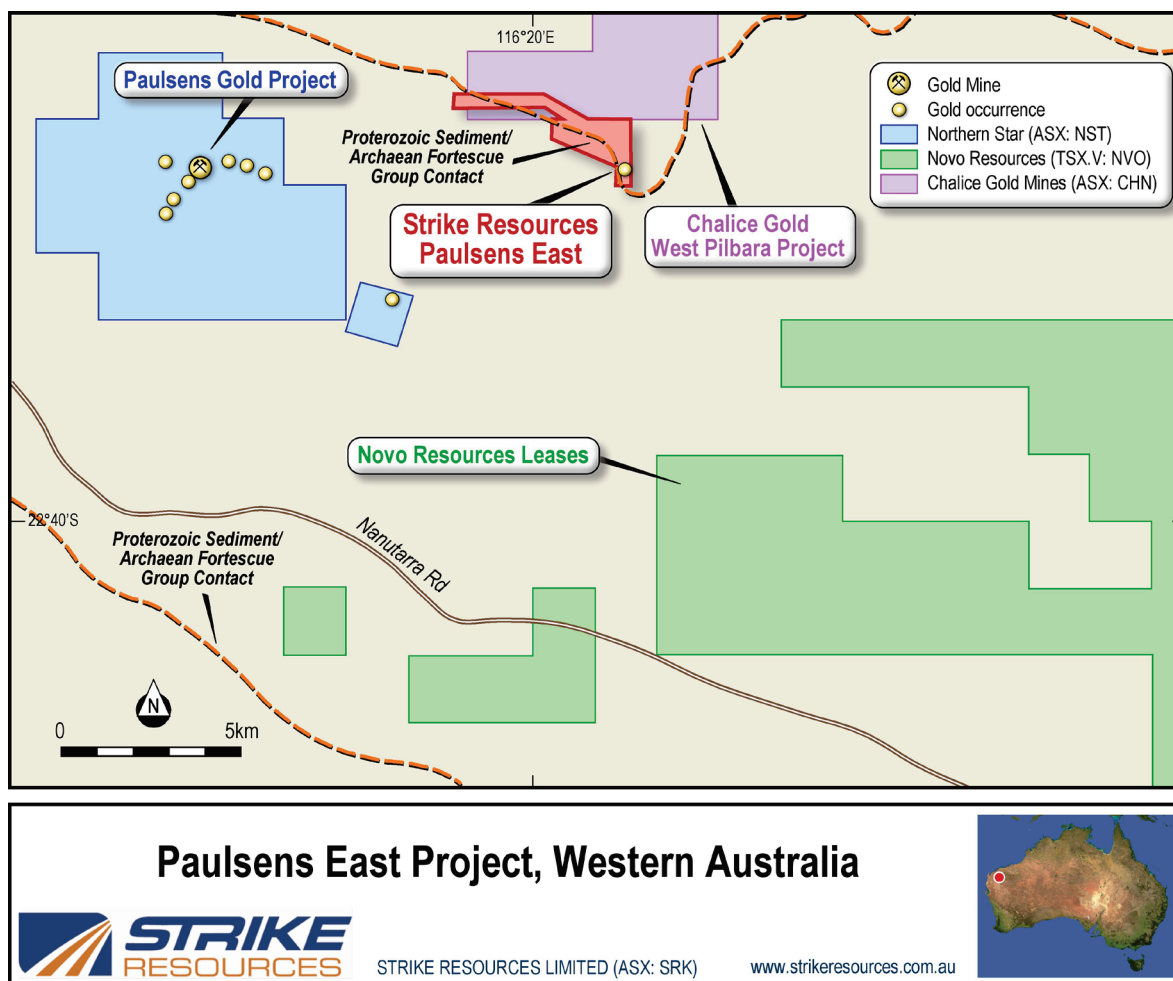 116°20'E
Paulsens Gold Project
Gold Mine
Gold occurrence
Northern Star (ASX: NST)
Novo Resources (TSX.V: NVO)
Chalice Gold Mines (ASX: CHN)
Proterozoic Sediment/
Archaean Fortescue
Group Contact
Strike Resources
Paulsens East
Chalice Gold
West Pilbara Project
Novo Resources Leases
22°40'S
Nanutarra Rd
Proterozoic Sediment/
Archaean Fortescue
Group Contact
N
0 5km
Paulsens East Project, Western Australia
STRIKE
RESOURCES
STRIKE RESOURCES LIMITED (ASX: SRK)
www.strikeresources.com.au